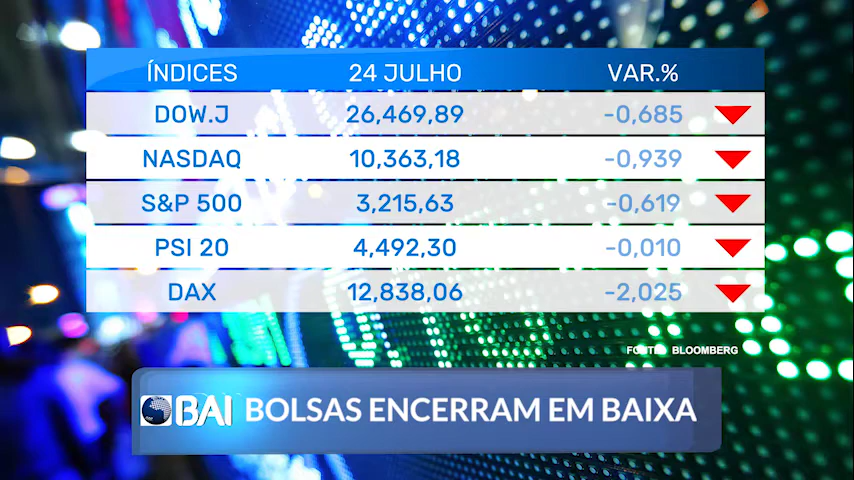 ÍNDICES 24 JULHO VAR.%
DOW.J 26,469,89 -0,685
NASDAQ 10,363,18 -0,939
S&P 500 3,215,63 -0,619
PSI 20 4,492,30 -0,010
DAX 12,838,06 -2,025
FONTE: BLOOMBERG
BAI BOLSAS ENCERRAM EM BAIXA